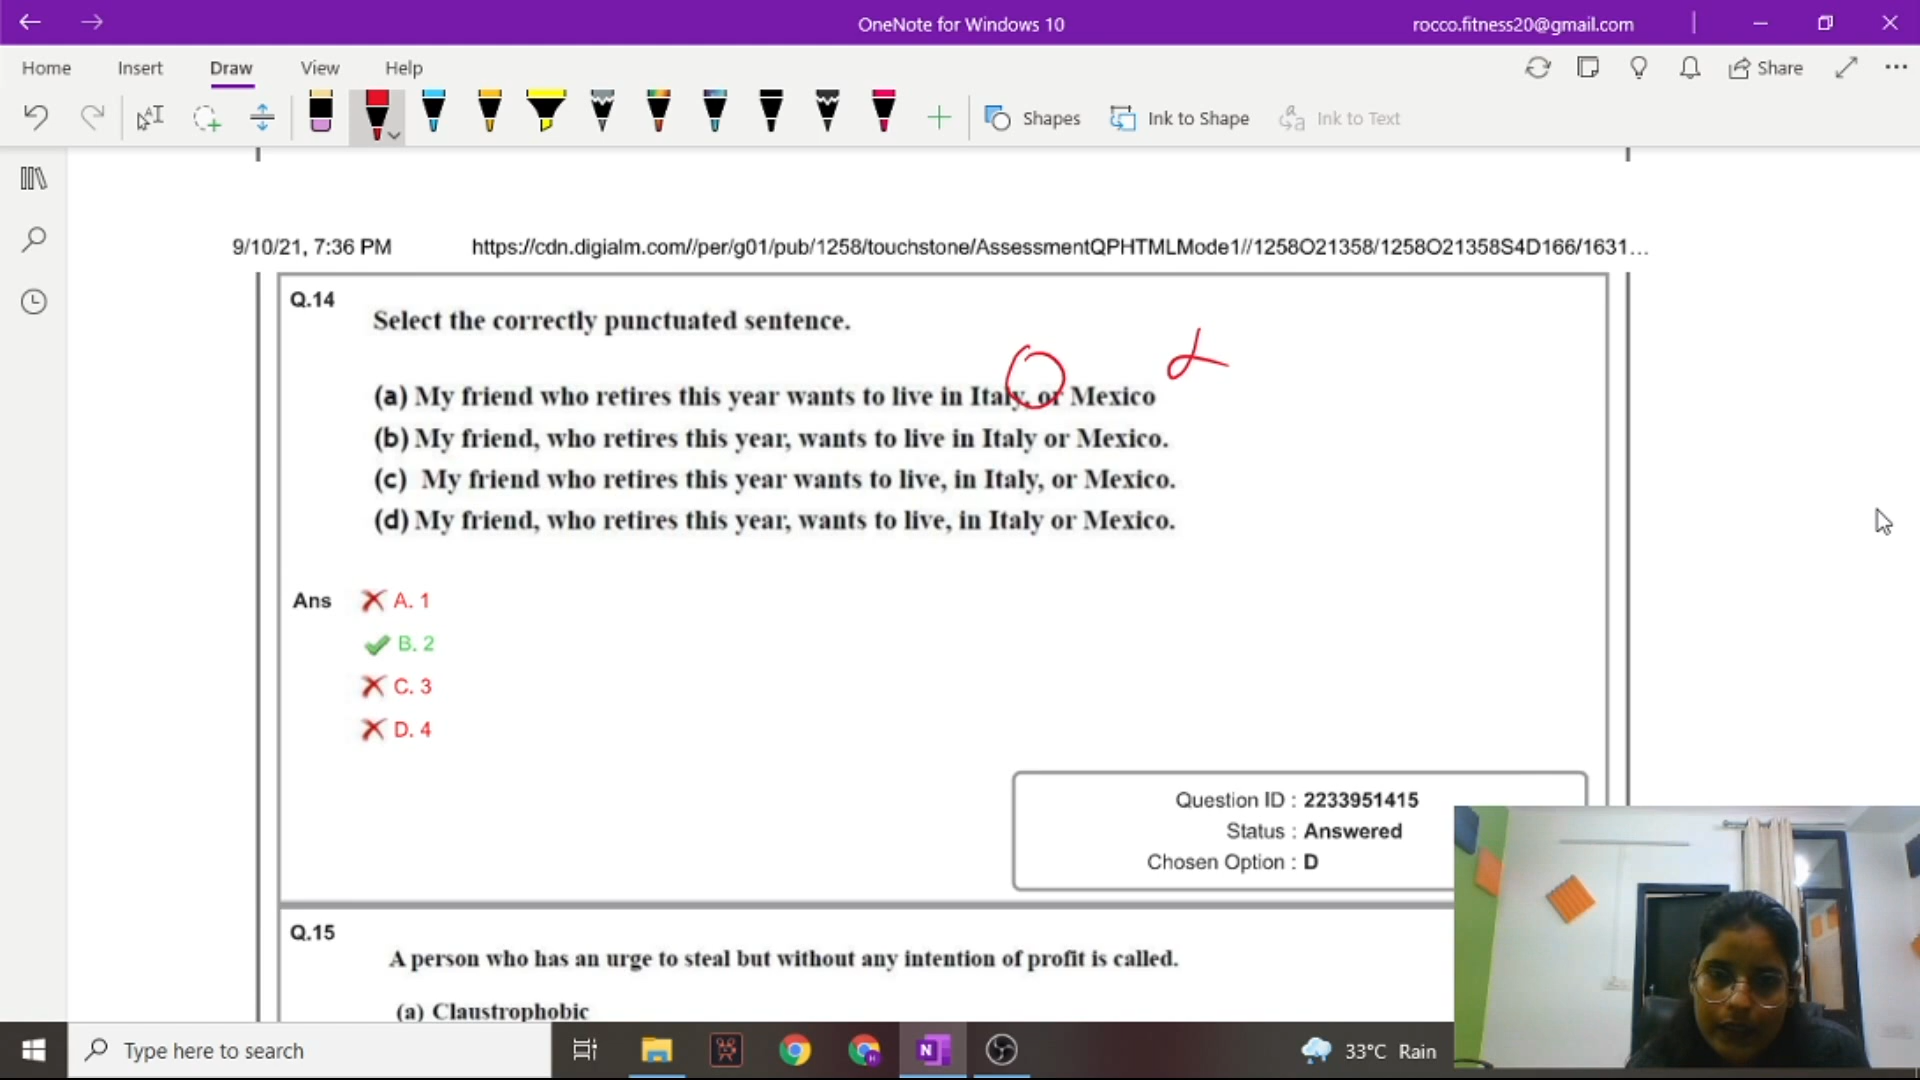 OneNote for Windows 10
rocco.fitness20@gmail.com
Home Insert Draw View Help
Share
Shapes Ink to Shape Ink to Text
9/10/21, 7:36 PM https://cdn.digialm.com//per/g01/pub/1258/touchstone/AssessmentQPHTMLMode1//1258O21358/1258O21358S4D166/1631…
Q.14
Select the correctly punctuated sentence.
(a) My friend who retires this year wants to live in Italy, or Mexico
(b) My friend, who retires this year, wants to live in Italy or Mexico.
(c) My friend who retires this year wants to live, in Italy, or Mexico.
(d) My friend, who retires this year, wants to live, in Italy or Mexico.
Ans A. 1
B. 2
C. 3
D. 4
Question ID : 2233951415
Status : Answered
Chosen Option : D
Q.15
A person who has an urge to steal but without any intention of profit is called.
(a) Claustrophobic
Type here to search
33°C Rain